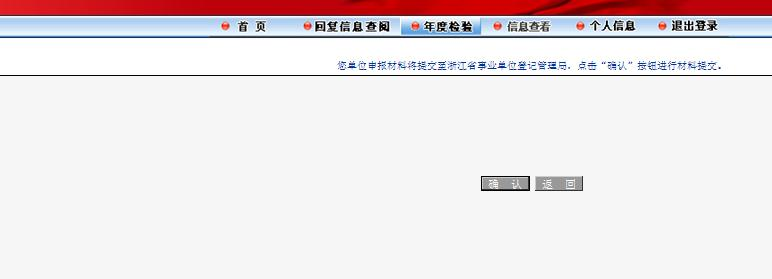 首 页 回复信息查阅 年度检验 信息查看 个人信息 退出登录
您单位申报材料将提交至浙江省事业单位登记管理局，点击“确认”按钮进行材料提交。
确 认 返 回